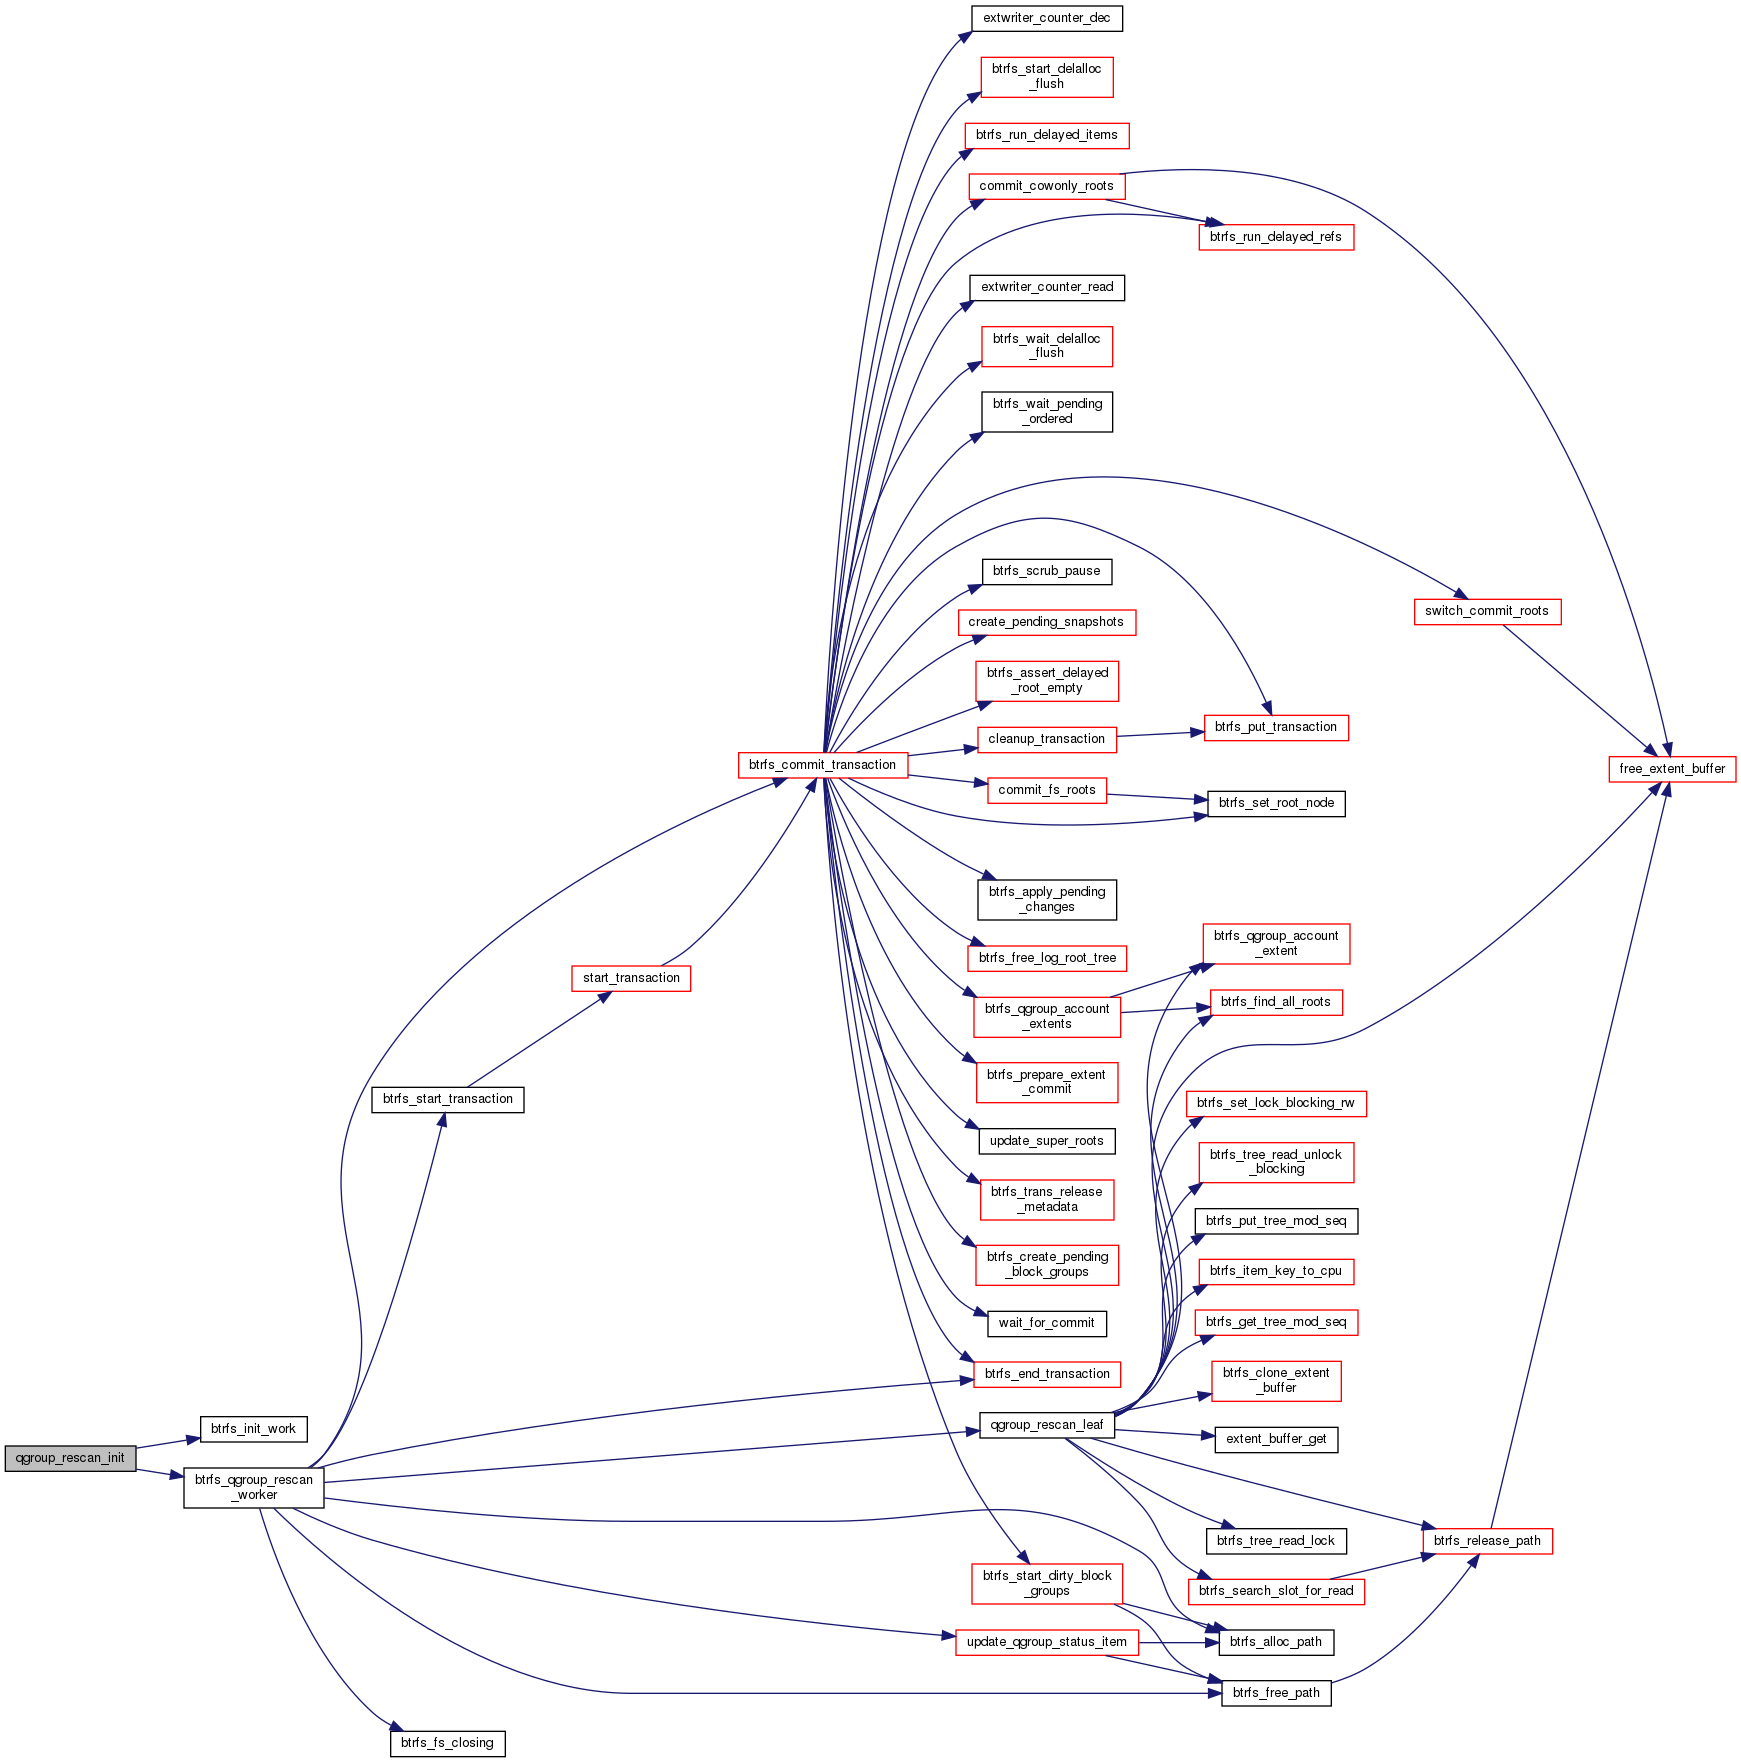 extwriter_counter_dec
btrfs_start_delalloc
_flush
btrfs_run_delayed_items
commit_cowonly_roots
btrfs_run_delayed_refs
extwriter_counter_read
btrfs_wait_delalloc
_flush
btrfs_wait_pending
_ordered
btrfs_scrub_pause
create_pending_snapshots
switch_commit_roots
btrfs_assert_delayed
_root_empty
btrfs_put_transaction
cleanup_transaction
btrfs_commit_transaction
free_extent_buffer
commit_fs_roots
btrfs_set_root_node
btrfs_apply_pending
_changes
btrfs_qgroup_account
_extent
btrfs_free_log_root_tree
start_transaction
btrfs_find_all_roots
btrfs_qgroup_account
_extents
btrfs_prepare_extent
_commit
btrfs_start_transaction
btrfs_set_lock_blocking_rw
update_super_roots
btrfs_tree_read_unlock
_blocking
btrfs_trans_release
_metadata
btrfs_put_tree_mod_seq
btrfs_create_pending
_block_groups
btrfs_item_key_to_cpu
wait_for_commit
btrfs_get_tree_mod_seq
btrfs_end_transaction
btrfs_clone_extent
_buffer
qgroup_rescan_leaf
btrfs_init_work
extent_buffer_get
qgroup_rescan_init
btrfs_qgroup_rescan
_worker
btrfs_tree_read_lock
btrfs_release_path
btrfs_start_dirty_block
_groups
btrfs_search_slot_for_read
update_qgroup_status_item
btrfs_alloc_path
btrfs_free_path
btrfs_fs_closing